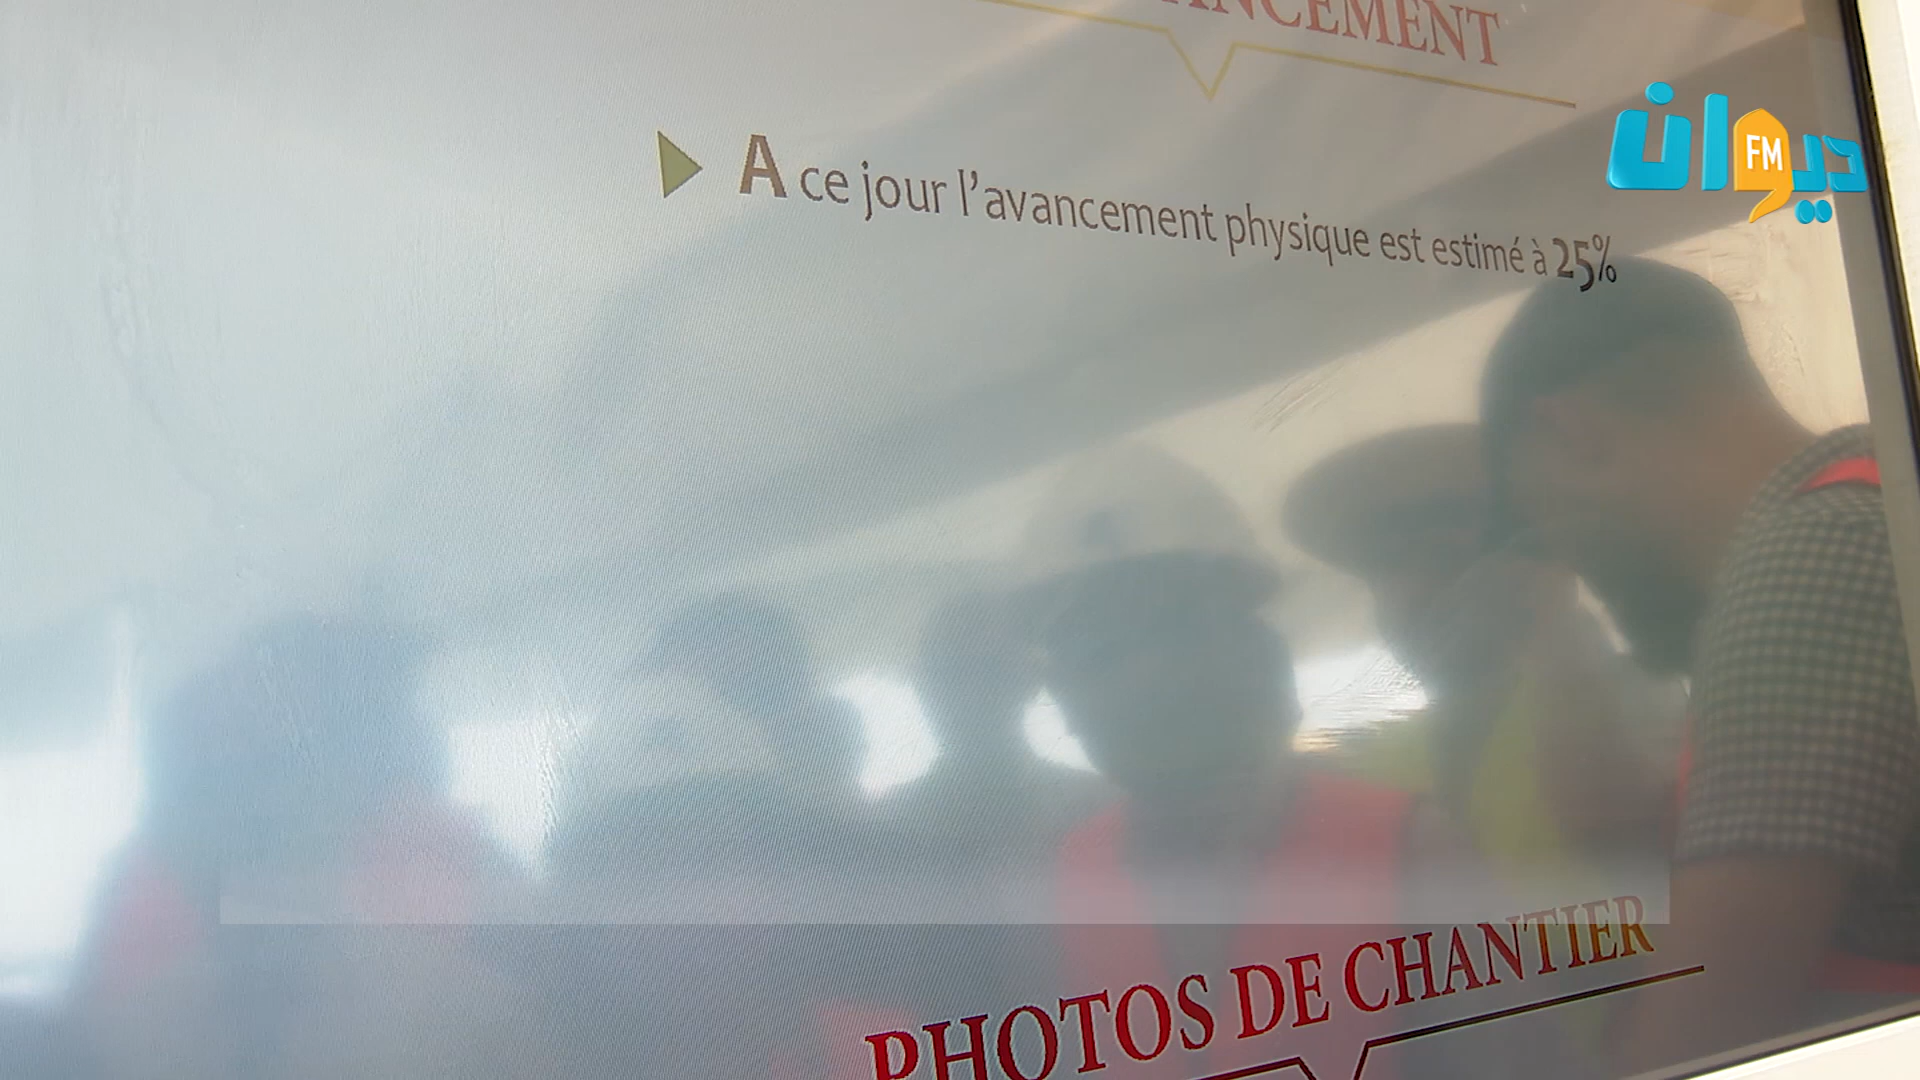 ANCEMENT
ديوان
FM
A ce jour l'avancement physique est estimé à 25%
PHOTOS DE CHANTIER